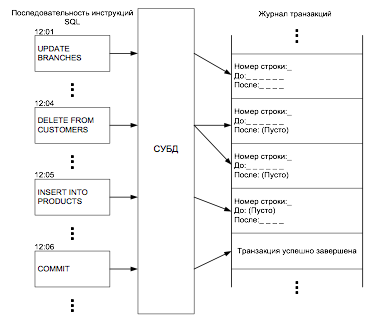 Последовательность инструкций
SQL
Журнал транзакций
12:01
UPDATE
BRANCHES
12:04
DELETE FROM
CUSTOMERS
12:05
INSERT INTO
PRODUCTS
12:06
COMMIT
СУБД
Номер строки:_
До:_ _ _ _ _ _
После:_ _ _ _
Номер строки:_
До:_ _ _ _ _ _
После: (Пусто)
Номер строки:_
До:_ _ _ _ _ _
После: (Пусто)
Номер строки:_
До: (Пусто)
После:_ _ _ _
Транзакция успешно завершена